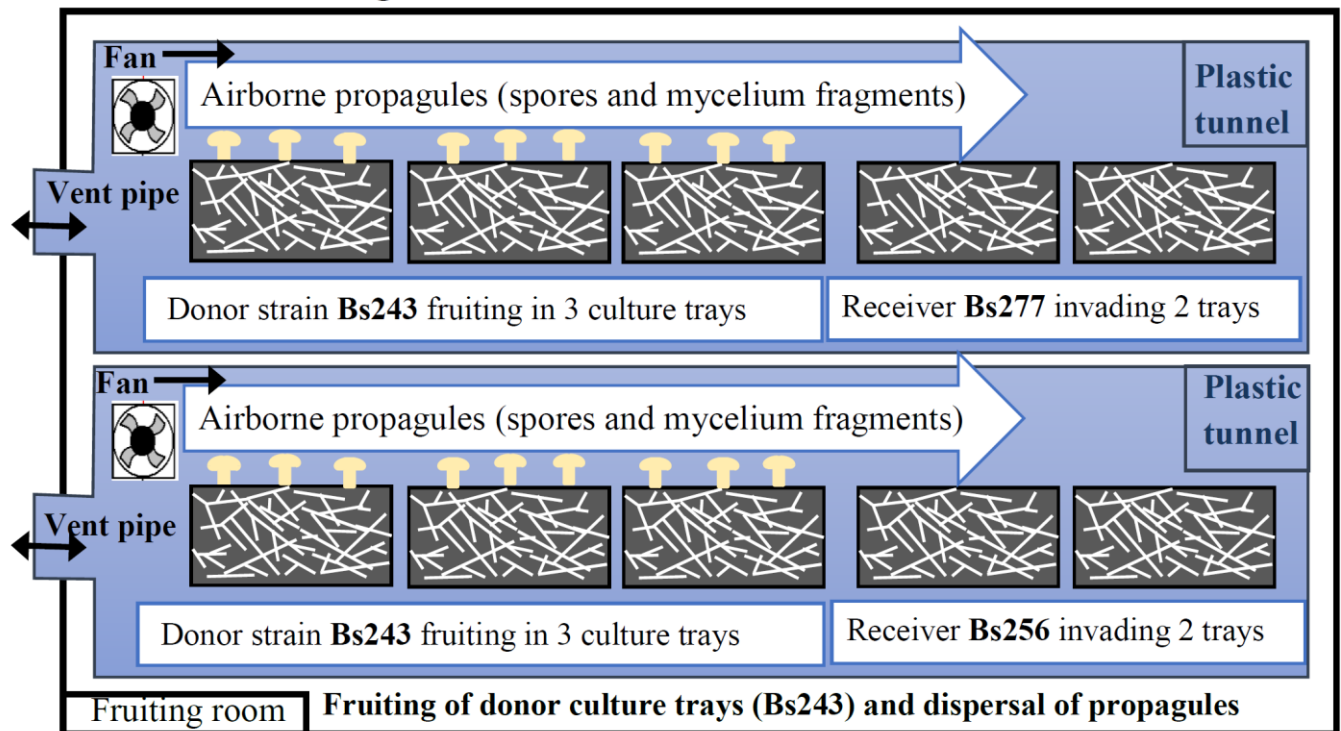 Fan
Airborne propagules (spores and mycelium fragments)
Plastic
tunnel
Vent pipe
Donor strain Bs243 fruiting in 3 culture trays
Receiver Bs277 invading 2 trays
Fan
Airborne propagules (spores and mycelium fragments)
Plastic
tunnel
Vent pipe
Donor strain Bs243 fruiting in 3 culture trays
Receiver Bs256 invading 2 trays
Fruiting room
Fruiting of donor culture trays (Bs243) and dispersal of propagules